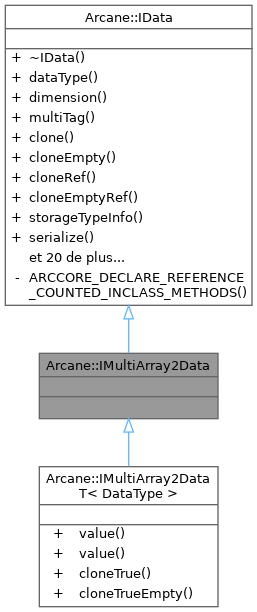 Arcane::IData
+ ~IData()
+ dataType()
+ dimension()
+ multiTag()
+ clone()
+ cloneEmpty()
+ cloneRef()
+ cloneEmptyRef()
+ storageTypeInfo()
+ serialize()
et 20 de plus...
- ARCCORE_DECLARE_REFERENCE
_COUNTED_INCLASS_METHODS()
Arcane::IMultiArray2Data
Arcane::IMultiArray2Data
T< DataType >
+ value()
+ value()
+ cloneTrue()
+ cloneTrueEmpty()